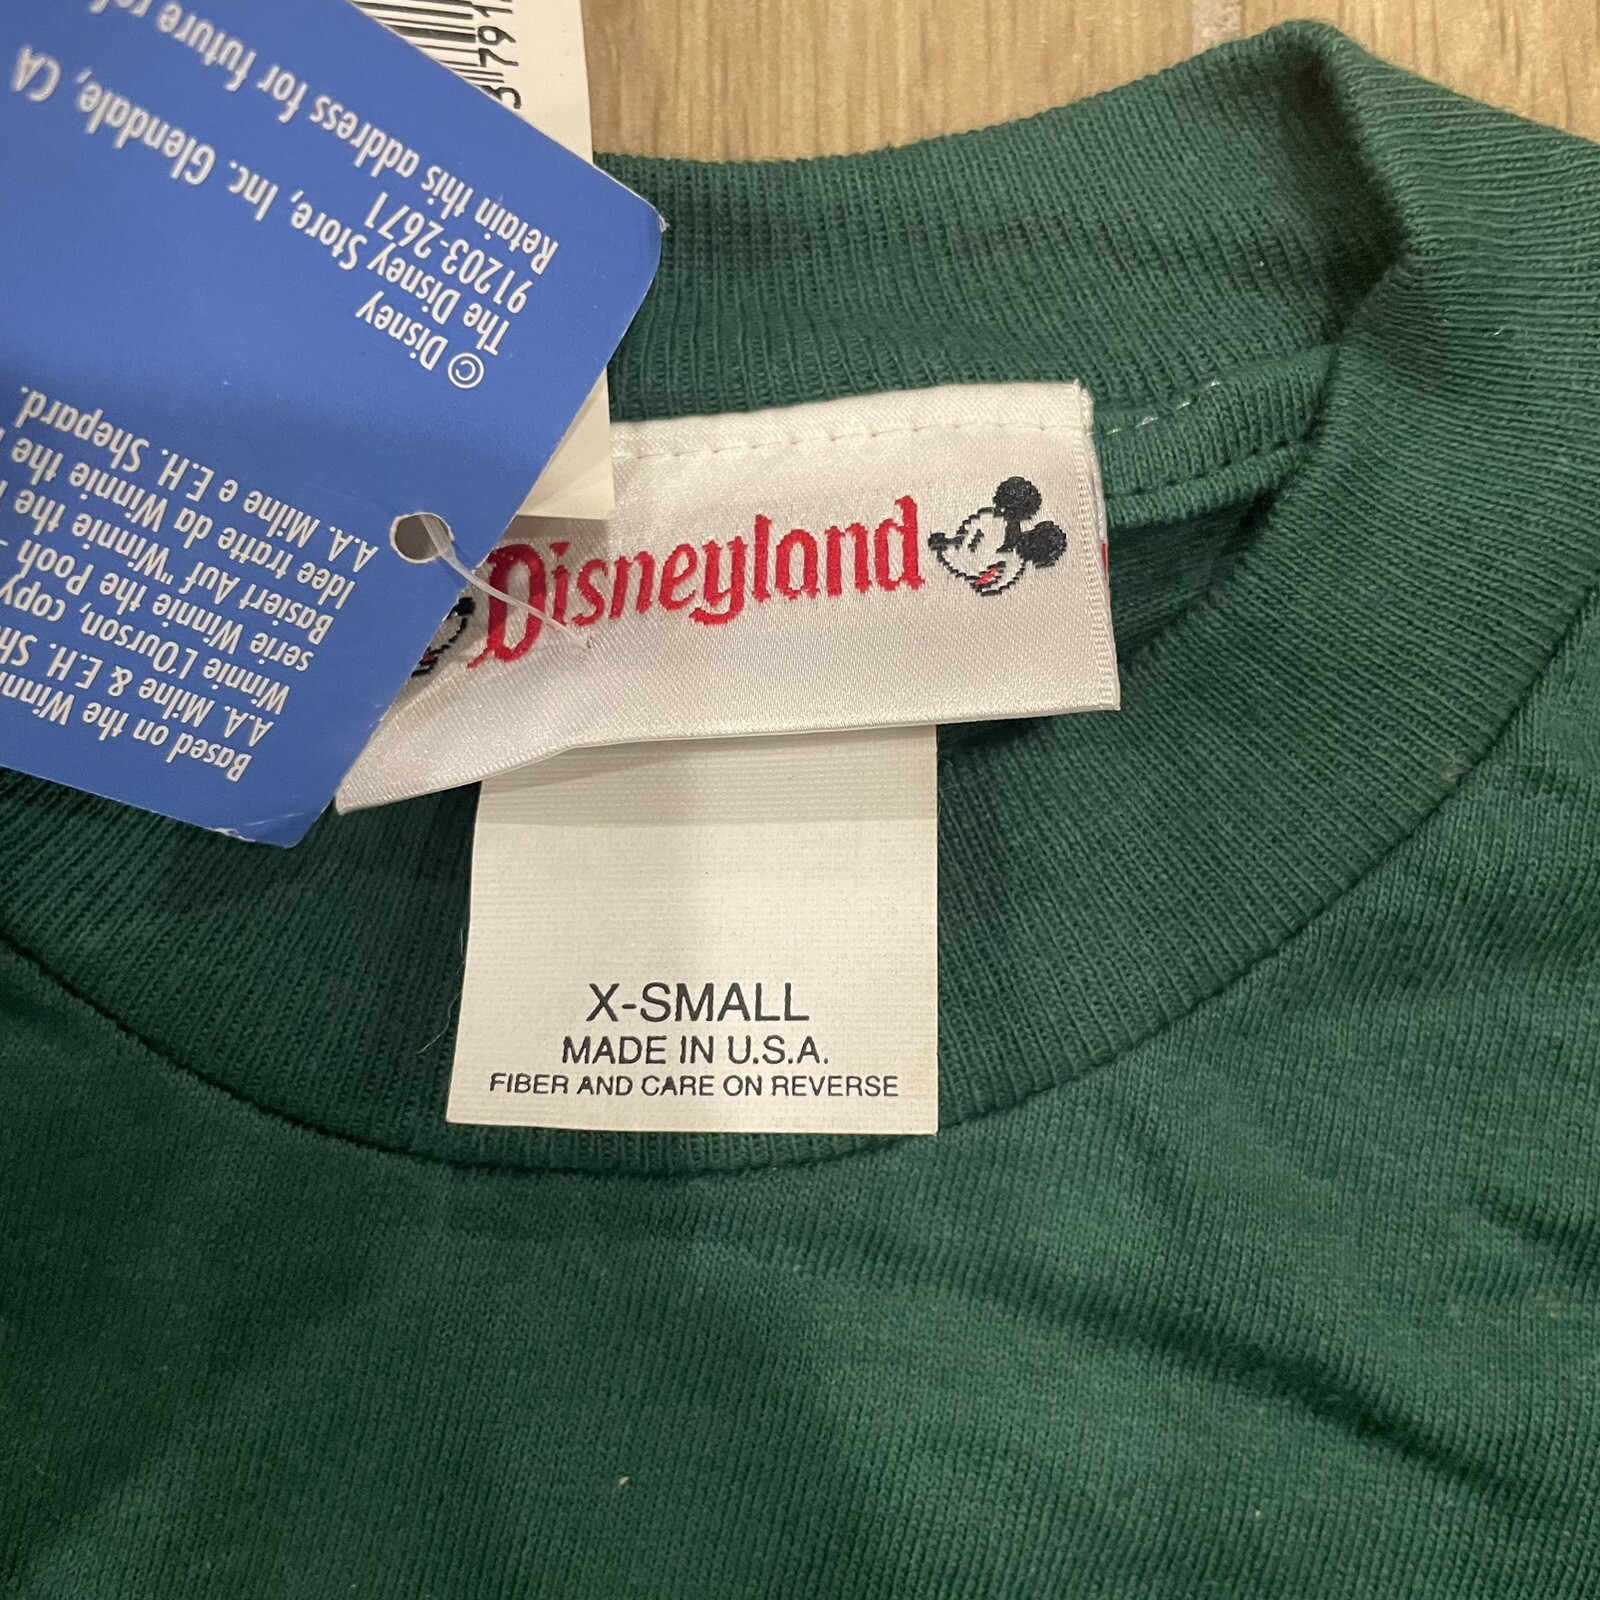 Disneyland
X-SMALL
MADE IN U.S.A.
FIBER AND CARE ON REVERSE
Based on the
A.A. Milne & E.H.
Winnie L'Ourson, copy
serie Winnie the Pooh
Basiert Auf "Winnie the
Idee tratte da Winnie the
A.A. Milne e E.H. Shepard.
© Disney
The Disney Store, Inc. Glendale, CA
91203-2671
Retain this address for future